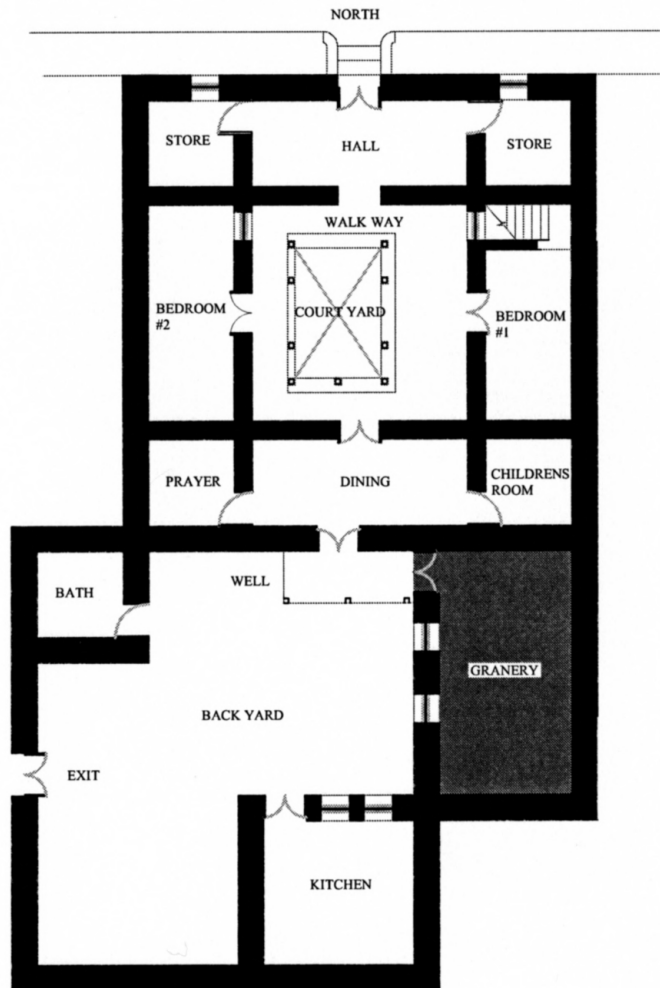 NORTH
STORE
HALL
STORE
WALK WAY
COURT YARD
BEDROOM
#2
BEDROOM
#1
PRAYER
DINING
CHILDRENS
ROOM
BATH
WELL
GRANERY
BACK YARD
EXIT
KITCHEN